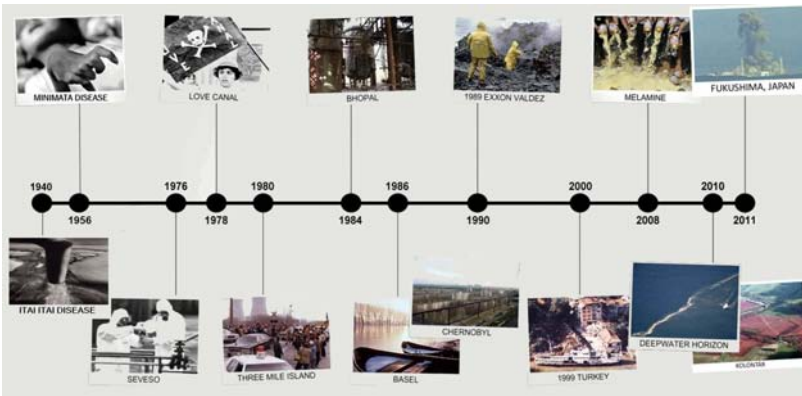 MINIMATA DISEASE
LOVE CANAL
BHOPAL
1989 EXXON VALDEZ
MELAMINE
FUKUSHIMA, JAPAN
1940
1976
1980
1986
2000
2010
1956
1978
1984
1990
2008
2011
ITAI ITAI DISEASE
SEVESO
THREE MILE ISLAND
BASEL
CHERNOBYL
1999 TURKEY
DEEPWATER HORIZON
KOLONTAR